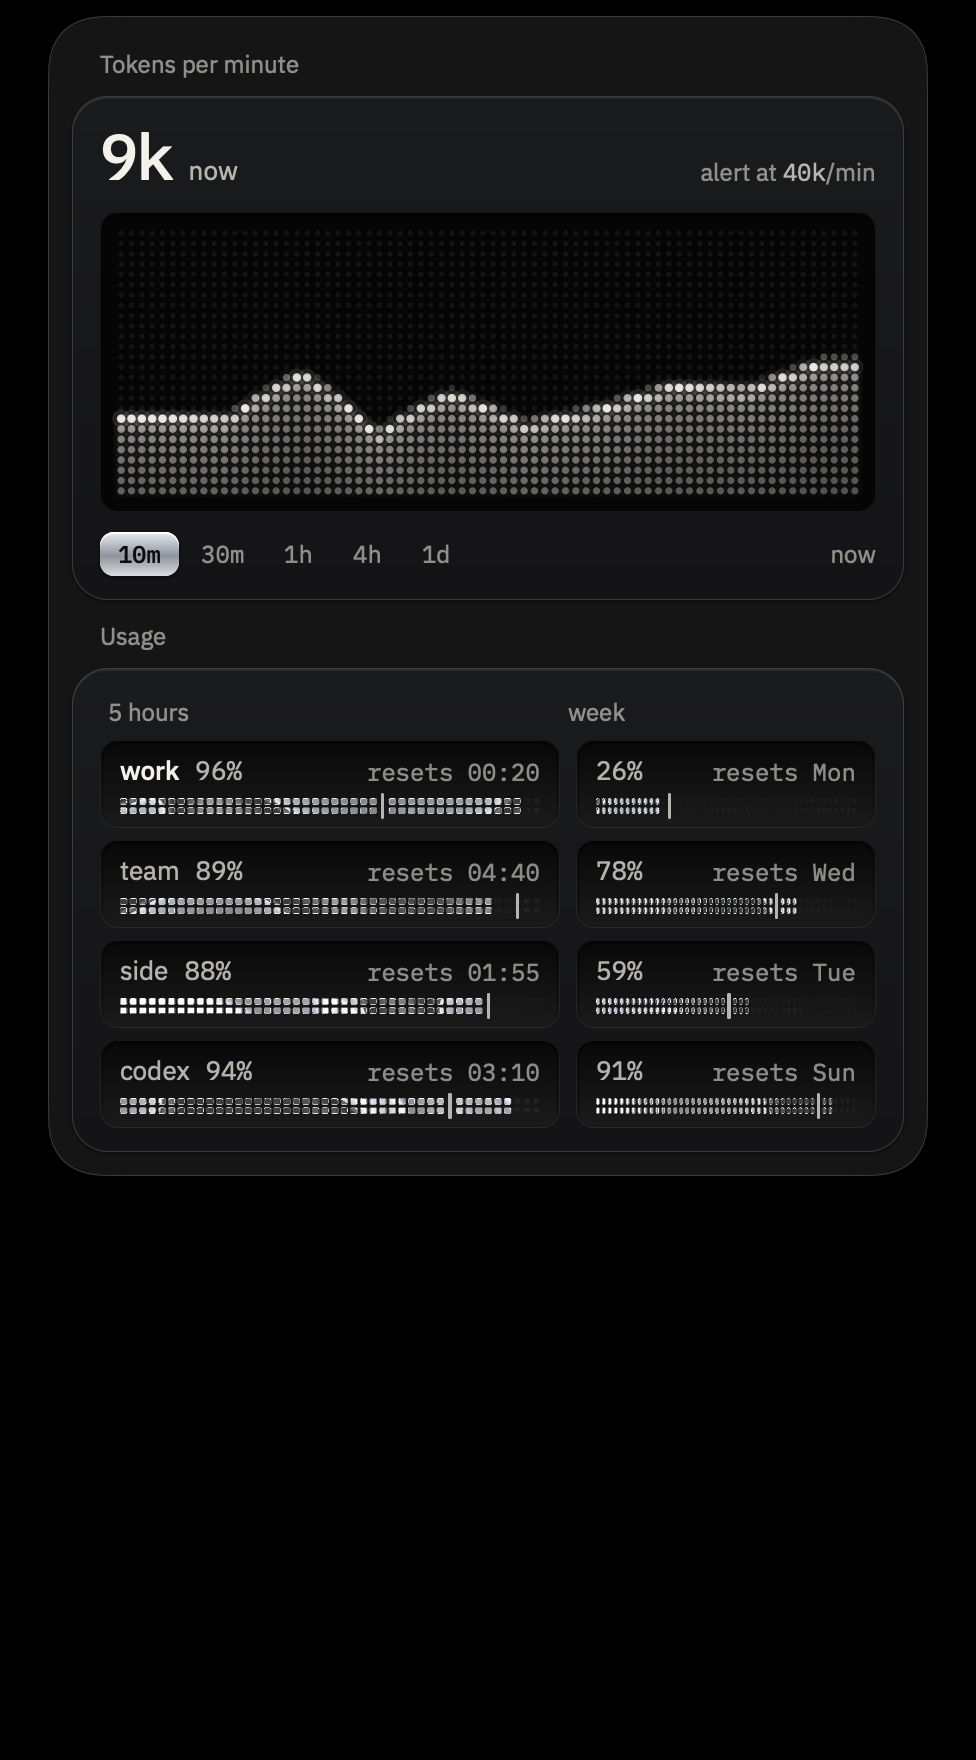 Tokens per minute
9k now alert at 40k/min
10m 30m 1h 4h 1d now
Usage
5 hours week
work 96% resets 00:20 26% resets Mon
team 89% resets 04:40 78% resets Wed
side 88% resets 01:55 59% resets Tue
codex 94% resets 03:10 91% resets Sun